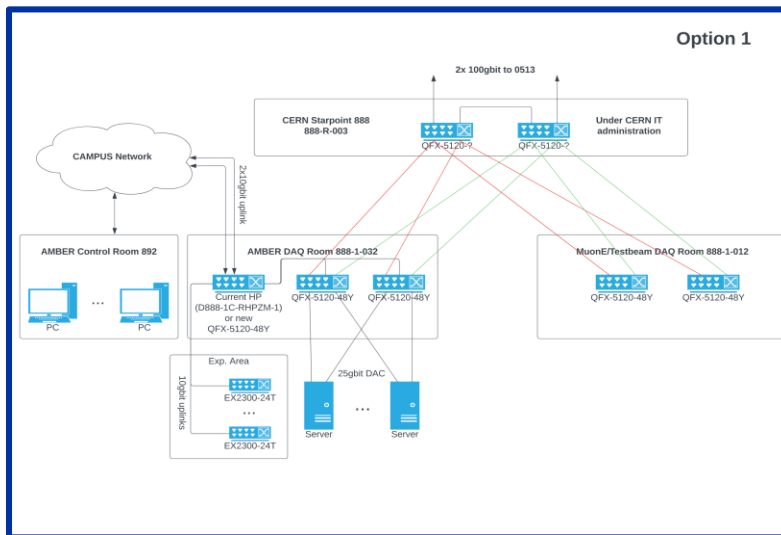 Option 1
2x 100gbit to 0513
CERN Starpoint 888
888-R-003
Under CERN IT
administration
QFX-5120-?
QFX-5120-?
CAMPUS Network
2x10gbit uplink
AMBER Control Room 892
PC
...
PC
AMBER DAQ Room 888-1-032
Current HP
(D888-1C-RHPZM-1)
or new
QFX-5120-48Y
QFX-5120-48Y
QFX-5120-48Y
MuonE/Testbeam DAQ Room 888-1-012
QFX-5120-48Y
QFX-5120-48Y
Exp. Area
10gbit uplinks
EX2300-24T
...
EX2300-24T
25gbit DAC
Server
...
Server